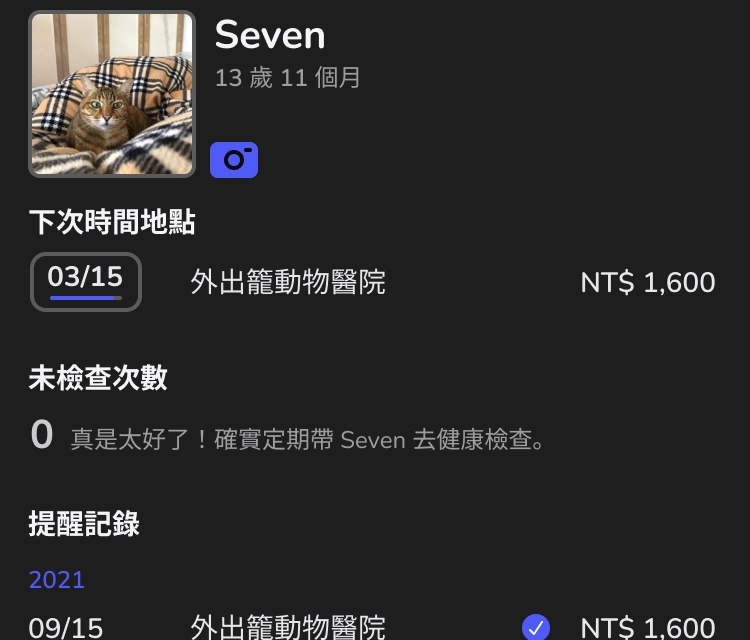 Seven
13 歲 11 個月
下次時間地點
03/15 外出籠動物醫院 NT$ 1,600
未檢查次數
0 真是太好了！確實定期帶 Seven 去健康檢查。
提醒記錄
2021
09/15 外出籠動物醫院 NT$ 1,600